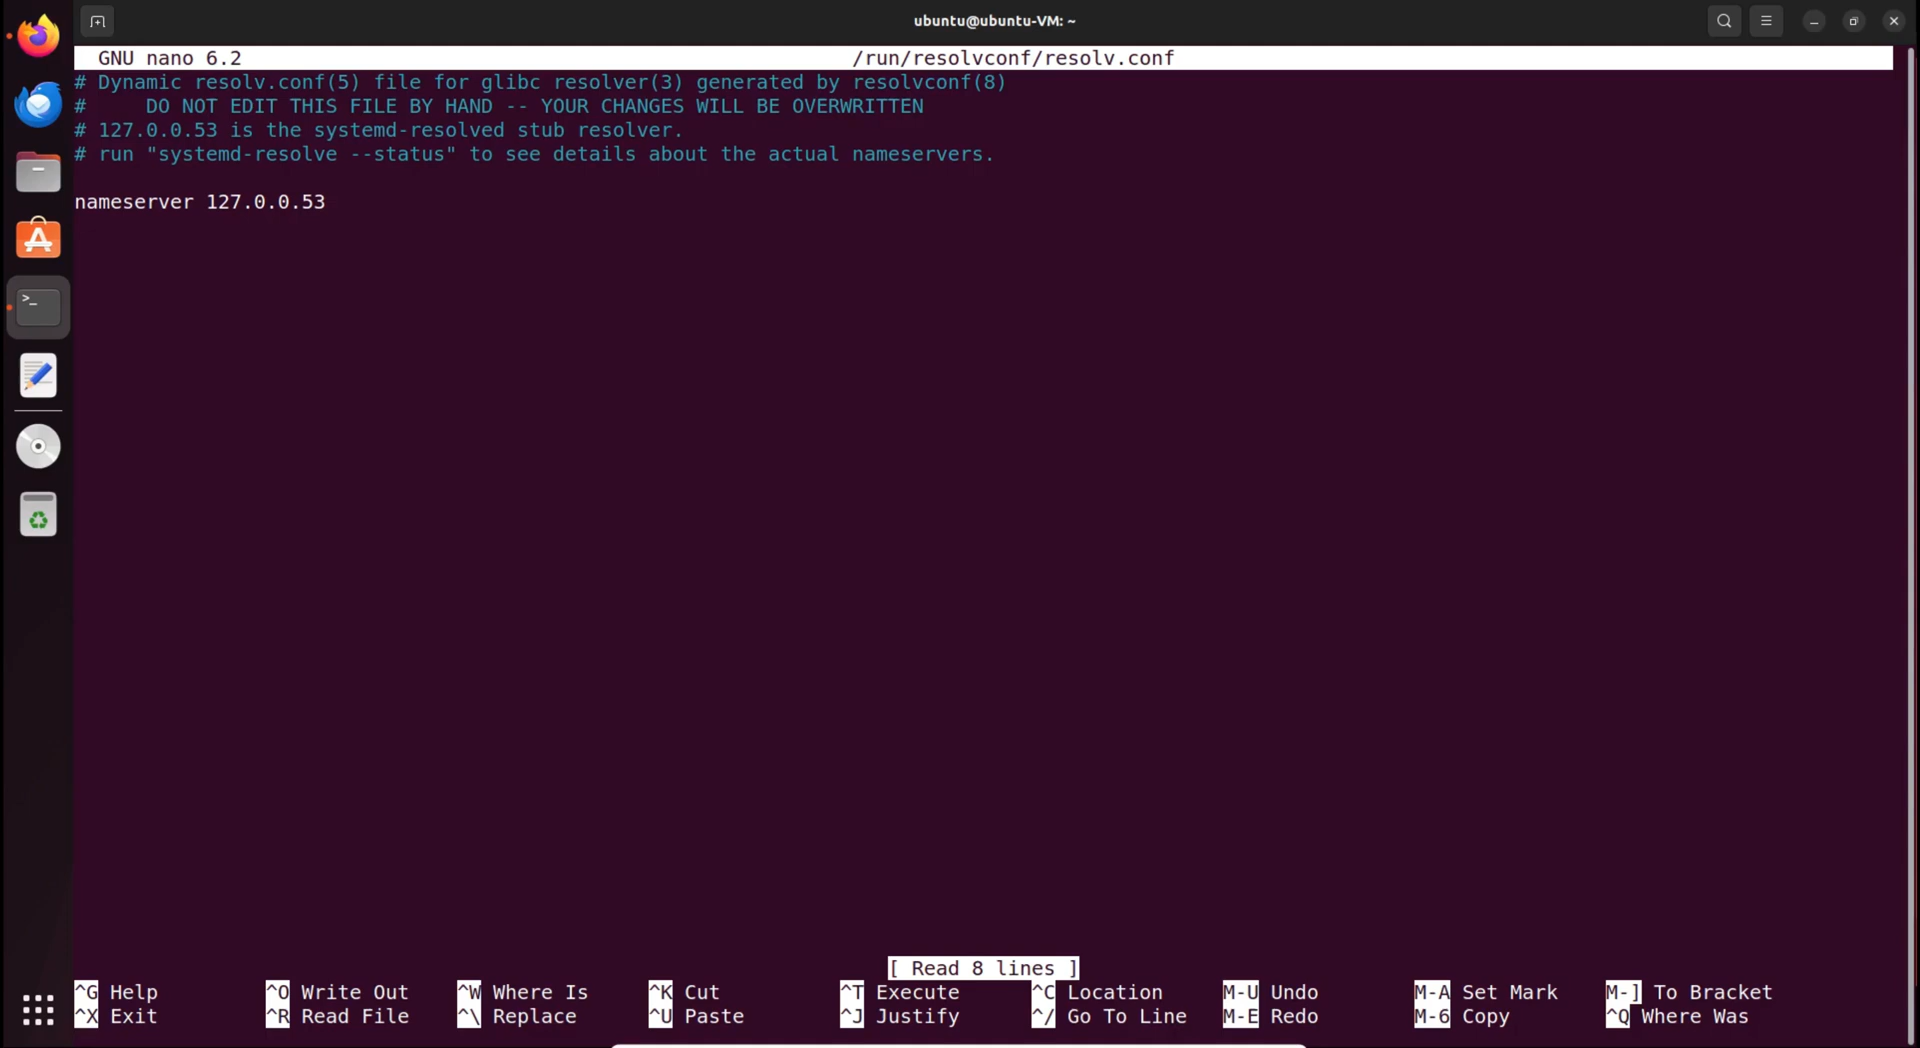 ubuntu@ubuntu-VM: ~
GNU nano 6.2 /run/resolvconf/resolv.conf
# Dynamic resolv.conf(5) file for glibc resolver(3) generated by resolvconf(8)
#     DO NOT EDIT THIS FILE BY HAND -- YOUR CHANGES WILL BE OVERWRITTEN
# 127.0.0.53 is the systemd-resolved stub resolver.
# run "systemd-resolve --status" to see details about the actual nameservers.
nameserver 127.0.0.53
>_
[ Read 8 lines ]
^G Help ^O Write Out ^W Where Is ^K Cut ^T Execute ^C Location M-U Undo M-A Set Mark M-] To Bracket
^X Exit ^R Read File ^\ Replace ^U Paste ^J Justify ^/ Go To Line M-E Redo M-6 Copy ^Q Where Was